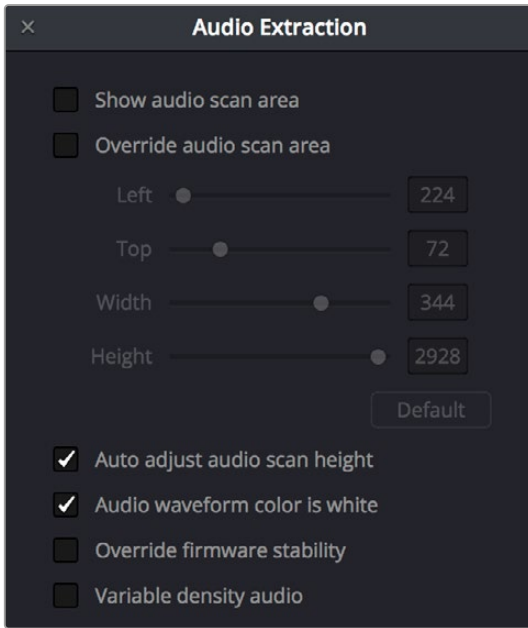 Audio Extraction
Show audio scan area
Override audio scan area
Left 224
Top 72
Width 344
Height 2928
Default
Auto adjust audio scan height
Audio waveform color is white
Override firmware stability
Variable density audio